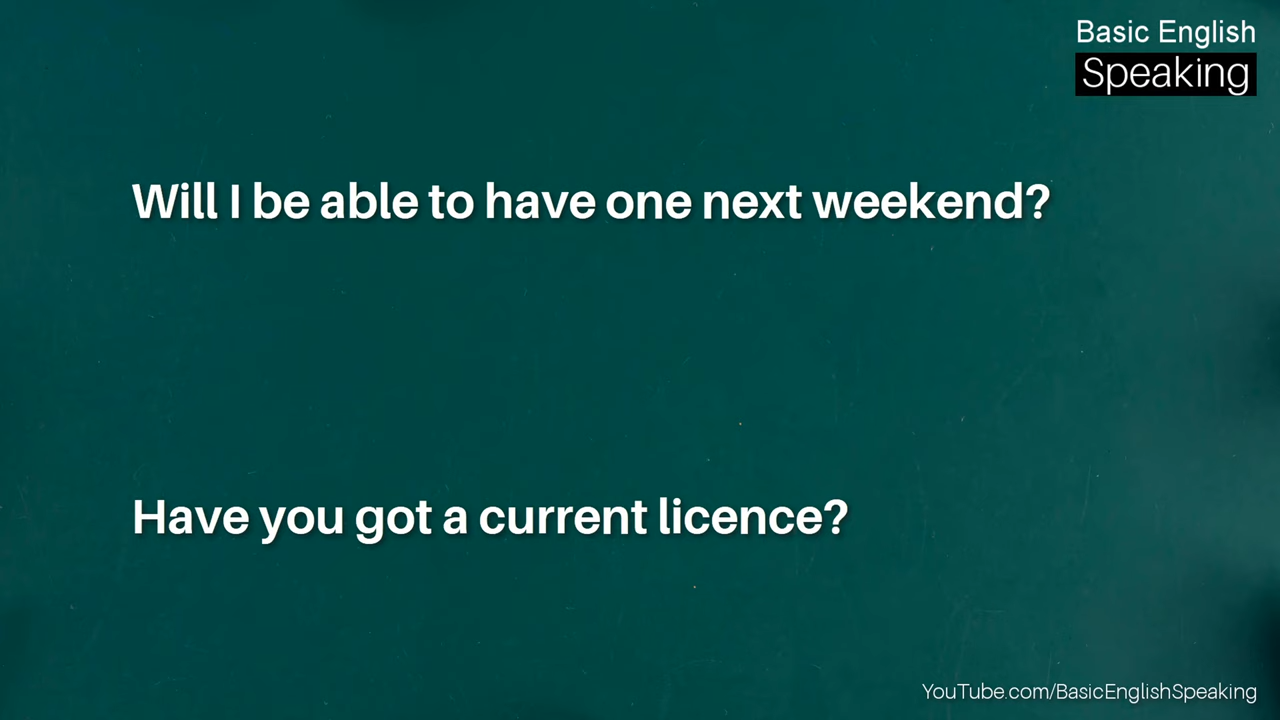 Basic English
Speaking
Will I be able to have one next weekend?
Have you got a current licence?
YouTube.com/BasicEnglishSpeaking